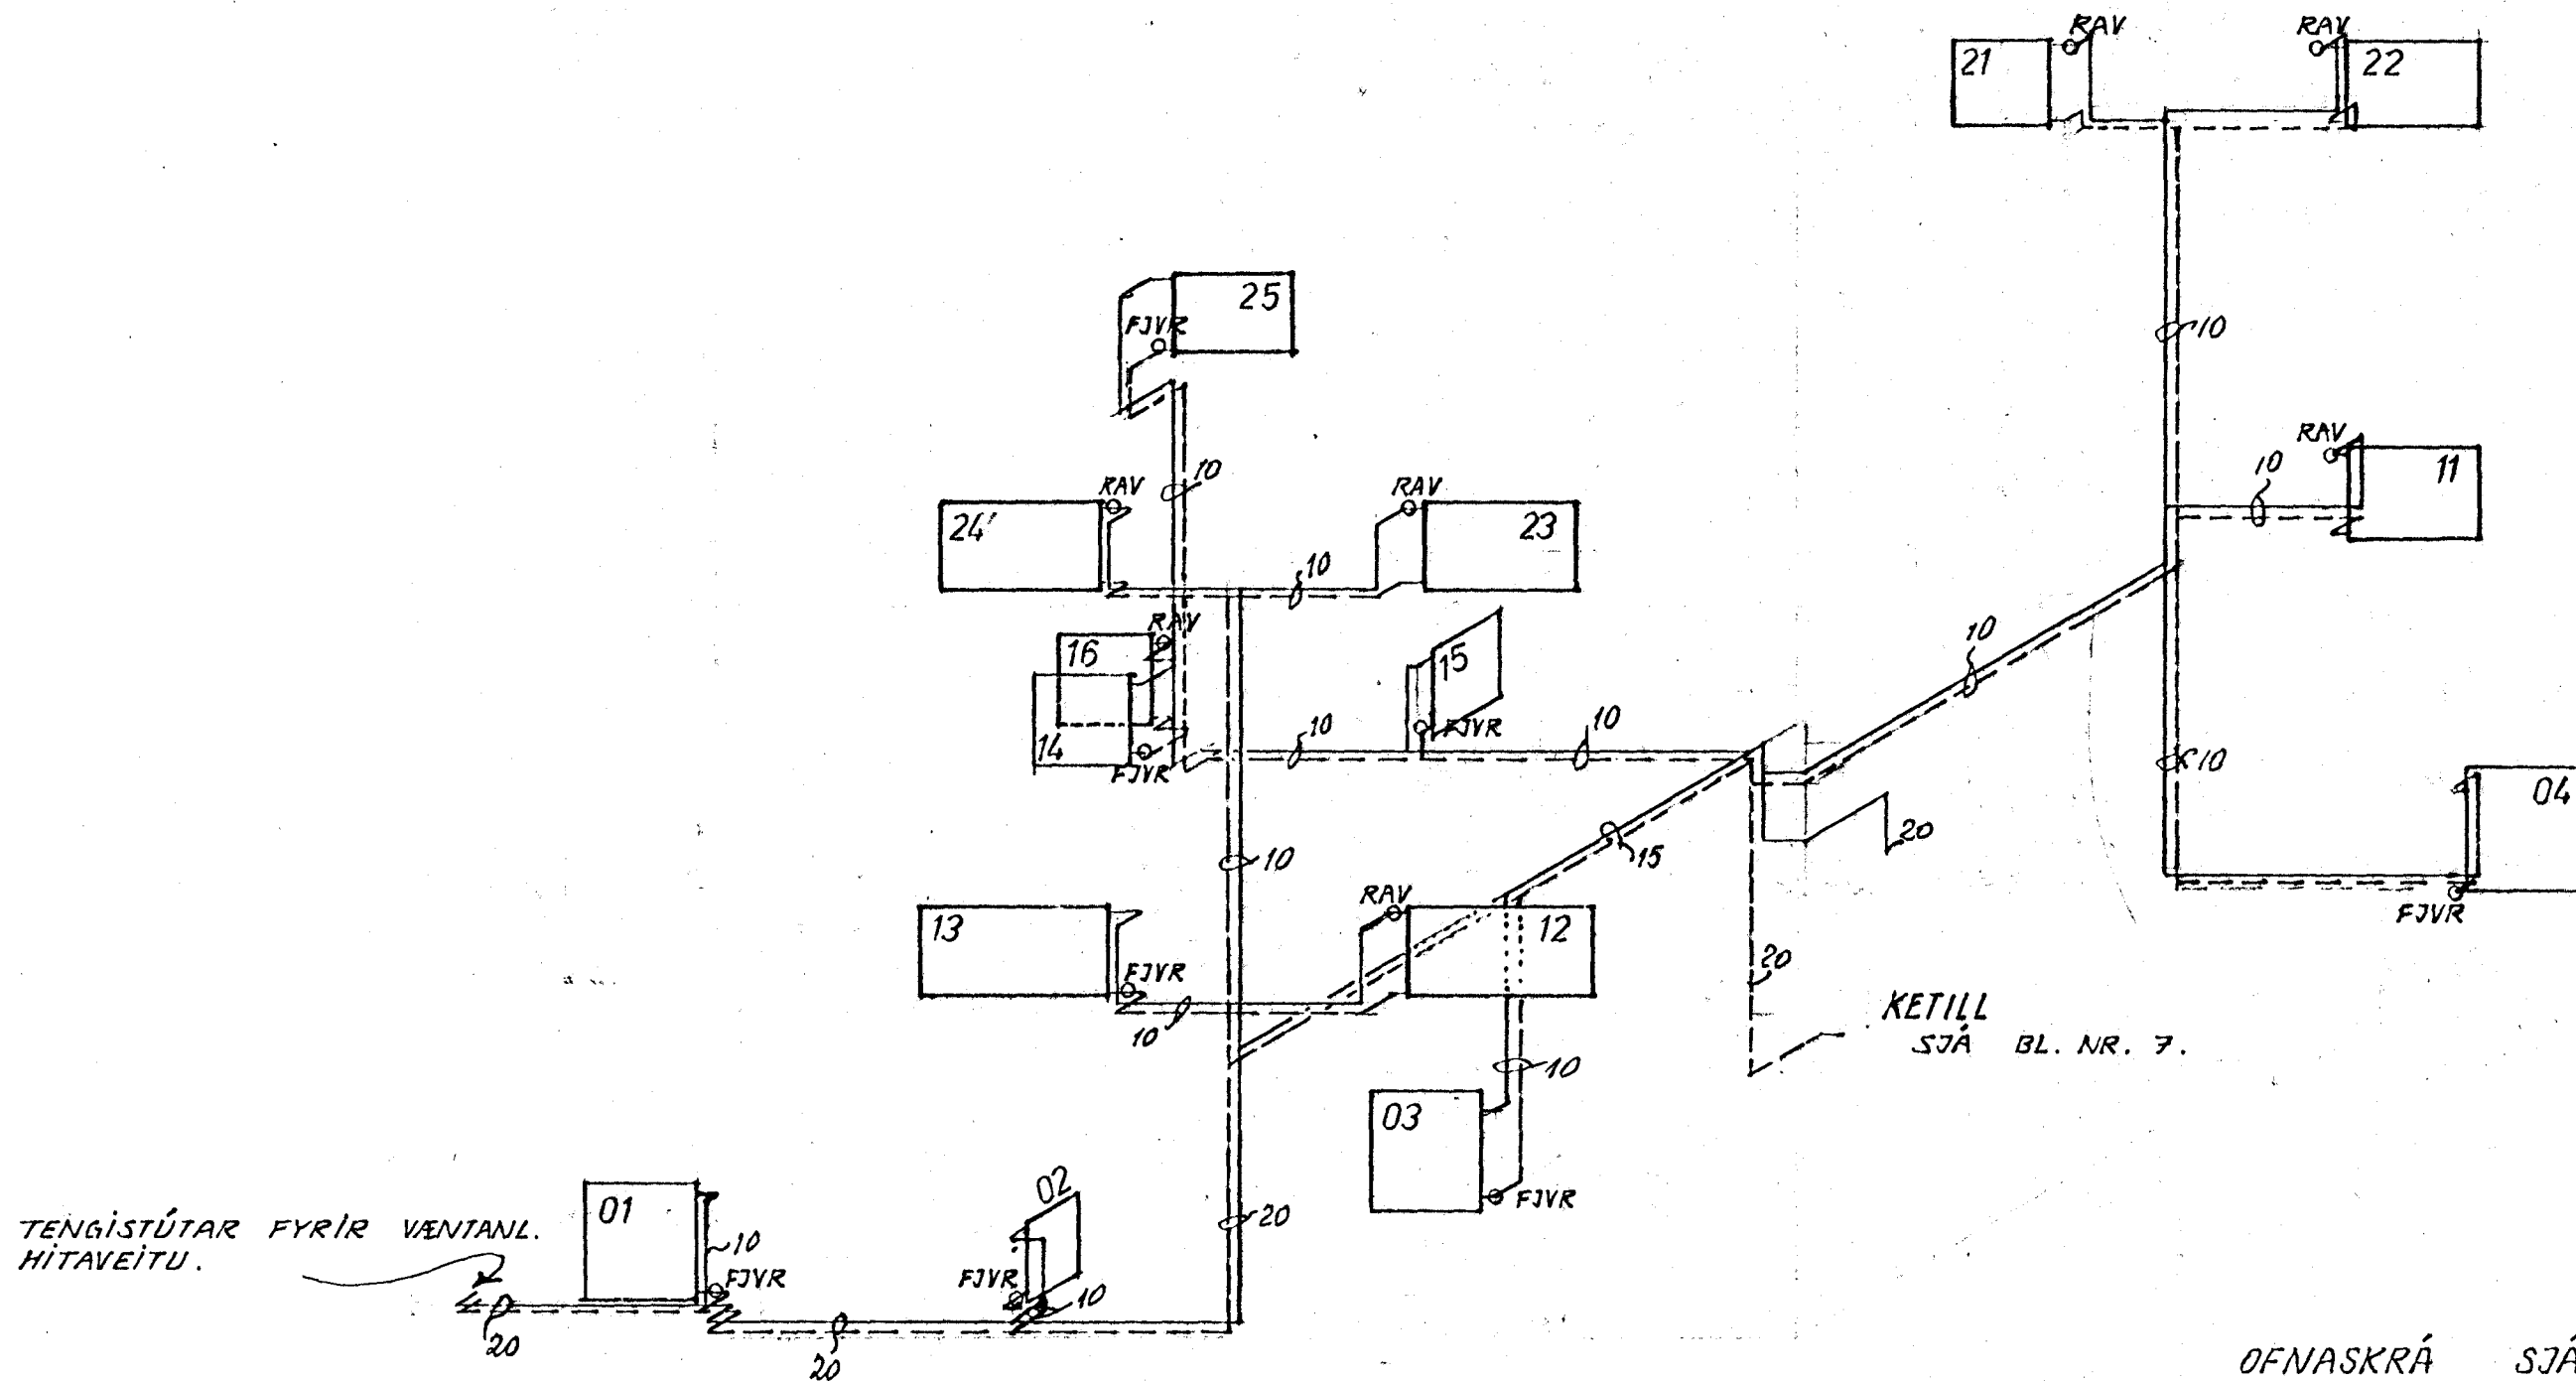 RAV
RAV
21
22
25
FJVR
10
RAV
11
10
10
RAV
RAV
24
23
10
RAV
16
15
10
14
FJVR
10
FJVR
10
10
04
20
15
10
RAV
FJVR
13
12
FJVR
20
10
KETILL
SJÁ BL. NR. 7.
10
03
FJVR
02
01
20
TENGISTÚTAR FYRIR VÆNTANL.
HITAVEITU.
10
FJVR
FJVR
10
20
20
OFNASKRÁ SJÁ